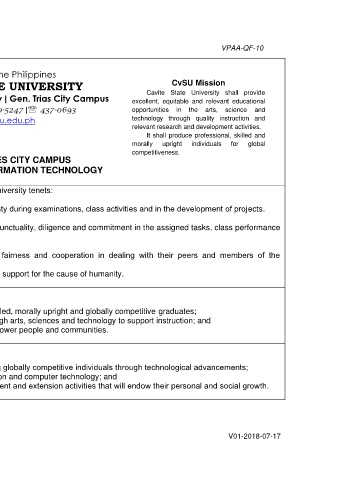 VPAA-QF-10
he Philippines
E UNIVERSITY
y | Gen. Trias City Campus
-5247 | ☏ 437-0693
u.edu.ph
CvSU Mission
Cavite State University shall provide
excellent, equitable and relevant educational
opportunities in the arts, science and
technology through quality instruction and
relevant research and development activities.
It shall produce professional, skilled and
morally upright individuals for global
competitiveness.
ES CITY CAMPUS
RMATION TECHNOLOGY
iversity tenets:
ty during examinations, class activities and in the development of projects.
unctuality, diligence and commitment in the assigned tasks, class performance
fairness and cooperation in dealing with their peers and members of the
support for the cause of humanity.
led, morally upright and globally competitive graduates;
gh arts, sciences and technology to support instruction; and
ower people and communities.
g globally competitive individuals through technological advancements;
on and computer technology; and
ent and extension activities that will endow their personal and social growth.
V01-2018-07-17